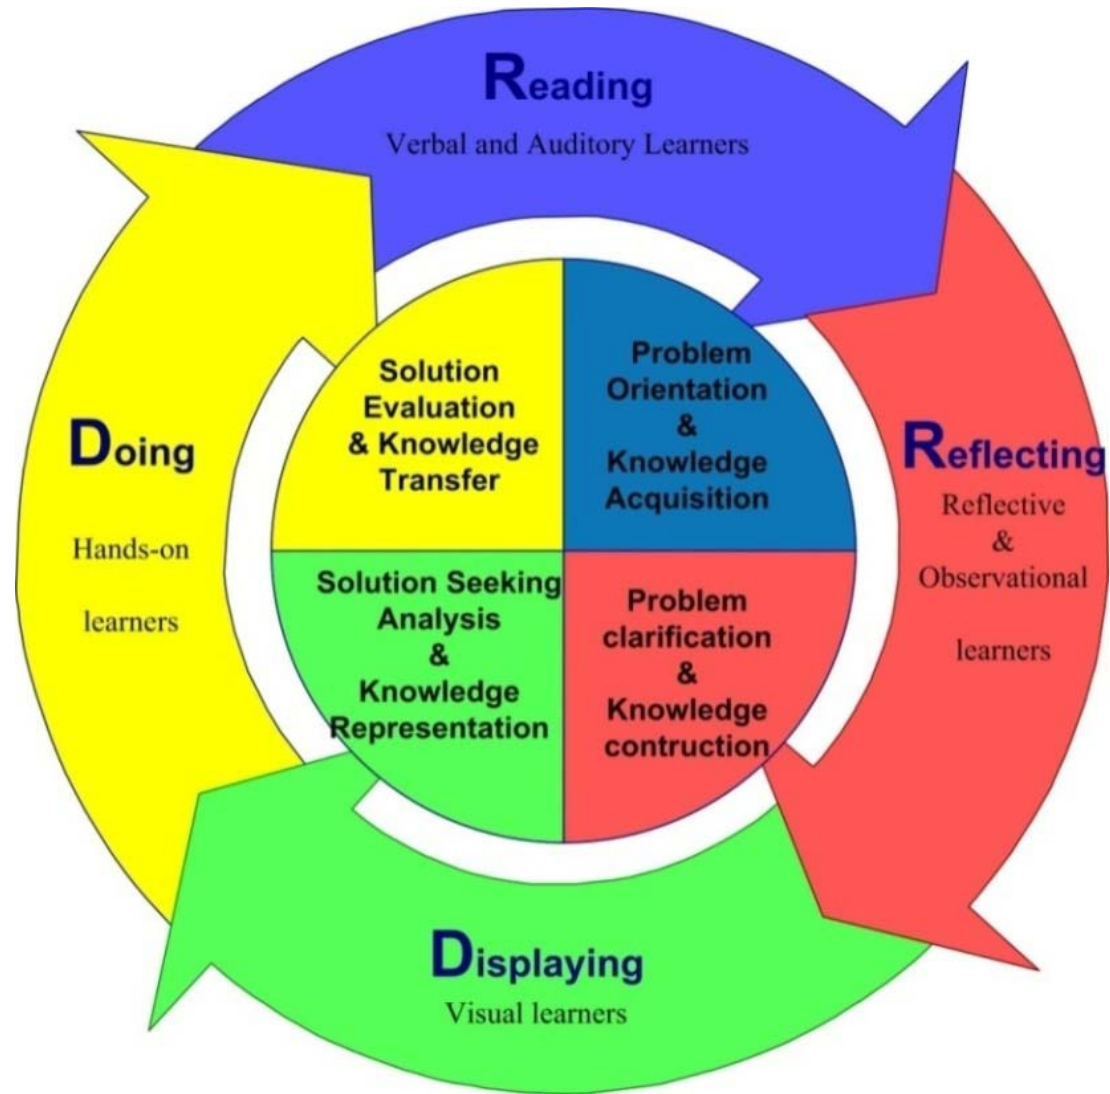 Reading
Verbal and Auditory Learners
Reflecting
Reflective
&
Observational
learners
Displaying
Visual learners
Doing
Hands-on
learners
Problem
Orientation
&
Knowledge
Acquisition
Problem
clarification
&
Knowledge
contruction
Solution Seeking
Analysis
&
Knowledge
Representation
Solution
Evaluation
& Knowledge
Transfer